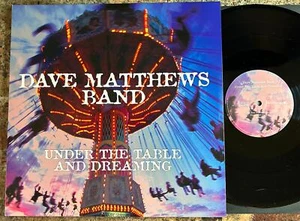 DAVE MATTHEWS
BAND
UNDER THE TABLE
AND DREAMING